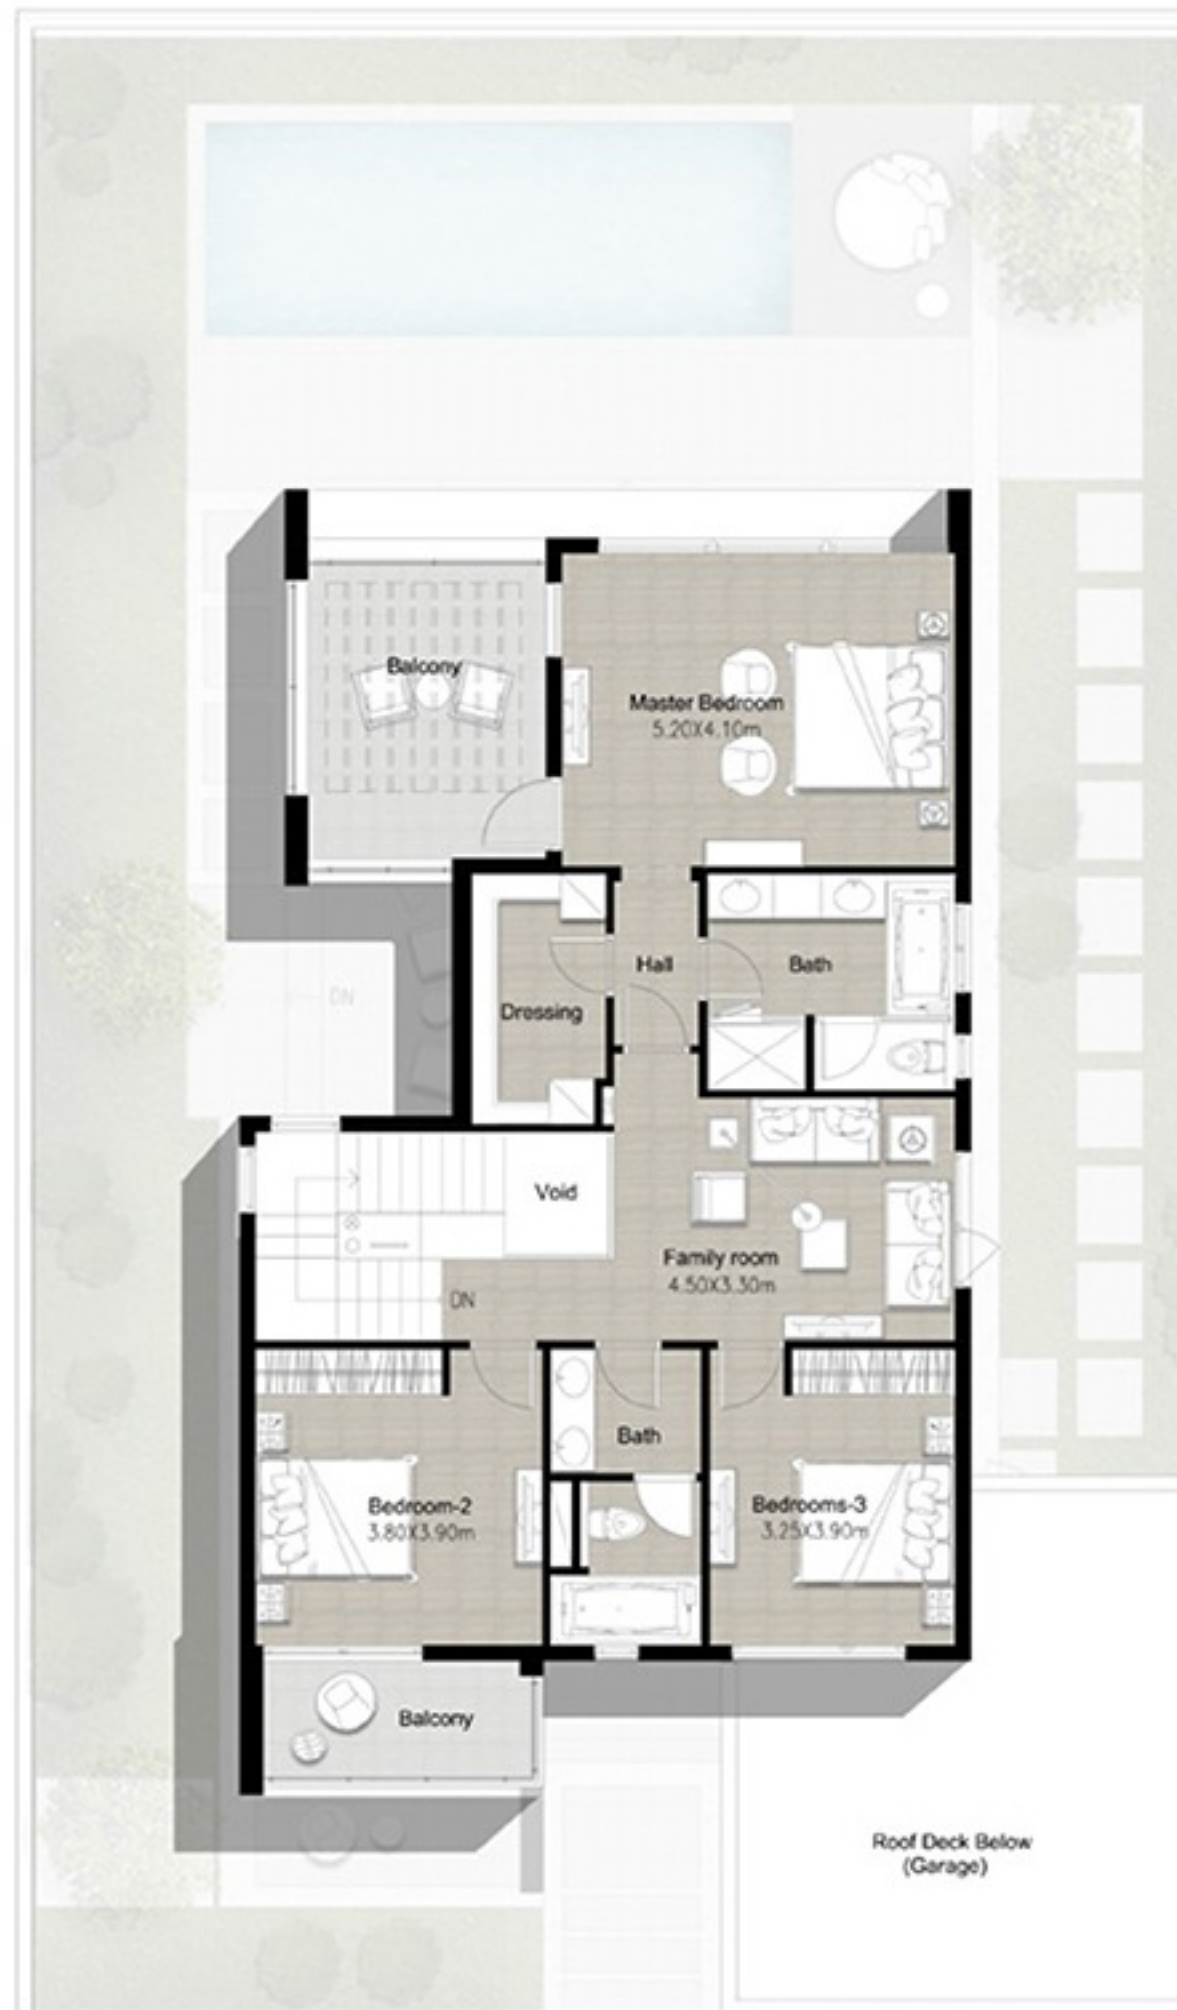 Balcony
Master Bedroom
5.20X4.10m
Hall
Bath
Dressing
DN
Void
Family room
4.50X3.30m
DN
Bath
Bedroom-2
3.80X3.90m
Bedrooms-3
3.25X3.90m
Balcony
Roof Deck Below
(Garage)